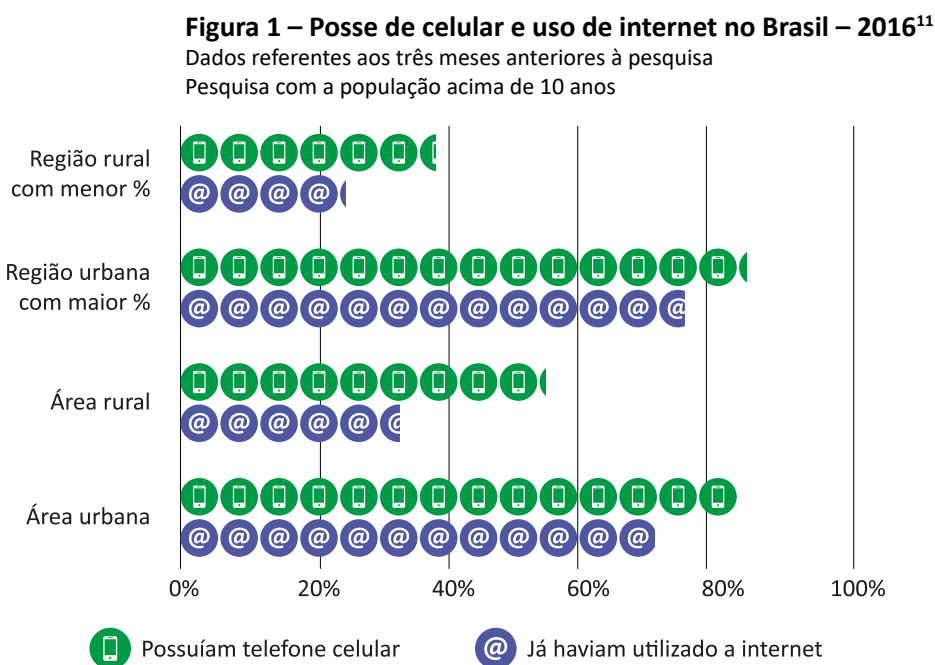 Figura 1 – Posse de celular e uso de internet no Brasil – 2016¹¹
Dados referentes aos três meses anteriores à pesquisa
Pesquisa com a população acima de 10 anos
Região rural
com menor %
Região urbana
com maior %
Área rural
Área urbana
0% 20% 40% 60% 80% 100%
Possuíam telefone celular @ Já haviam utilizado a internet